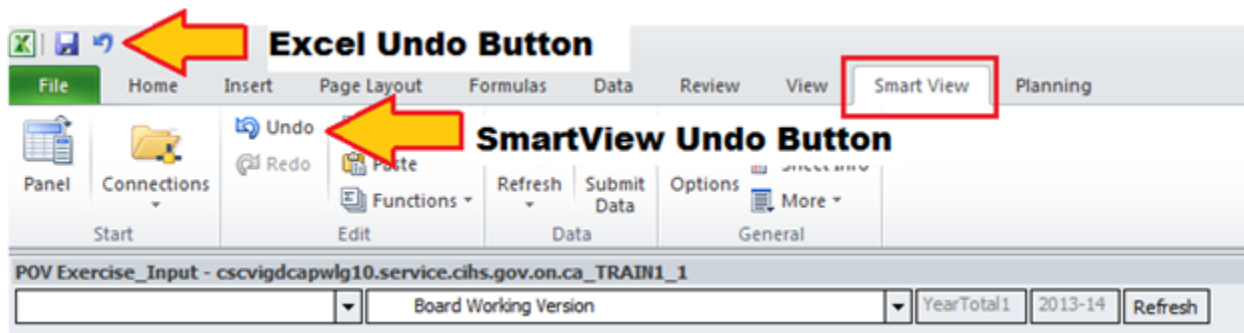 Excel Undo Button
File Home Insert Page Layout Formulas Data Review View Smart View Planning
Undo
SmartView Undo Button
Redo Paste
Panel Connections Functions Refresh Submit Data Options More
Start Edit Data General
POV Exercise_Input - cscvigdcapwlg10.service.cihs.gov.on.ca_TRAIN1_1
Board Working Version YearTotal1 2013-14 Refresh